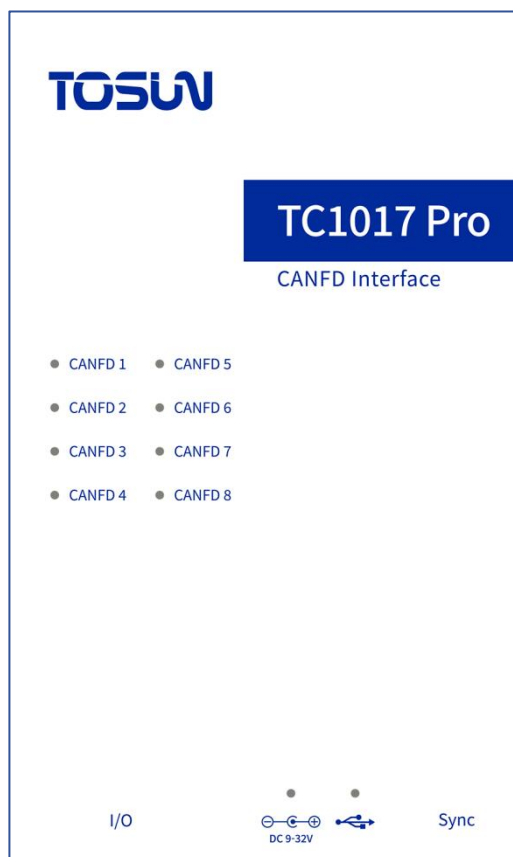 TOSUN
TC1017 Pro
CANFD Interface
CANFD 1
CANFD 5
CANFD 2
CANFD 6
CANFD 3
CANFD 7
CANFD 4
CANFD 8
I/O
DC 9-32V
Sync